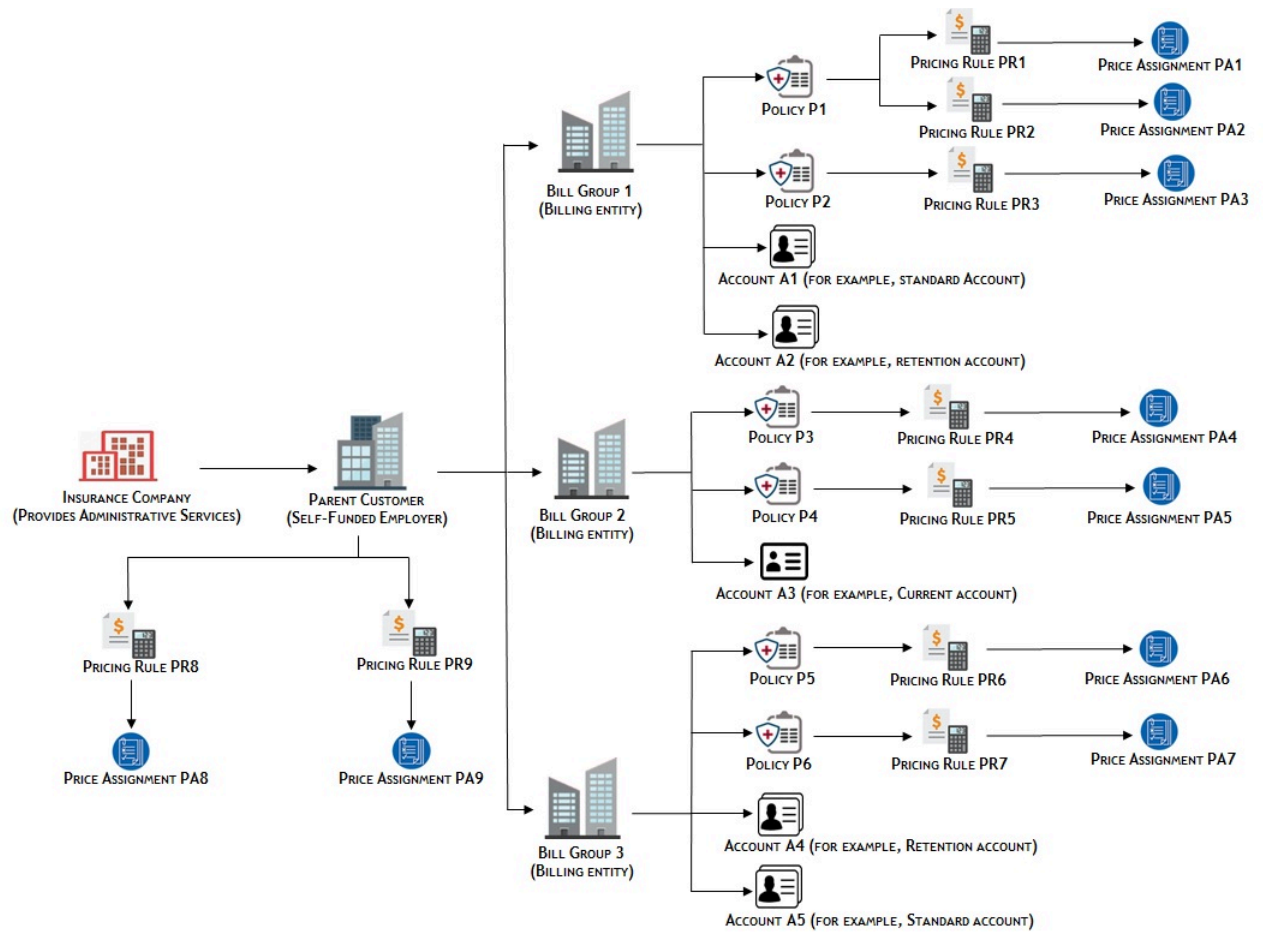 Pricing Rule PR1
Price Assignment PA1
Policy P1
Pricing Rule PR2
Price Assignment PA2
Bill Group 1
(Billing entity)
Policy P2
Pricing Rule PR3
Price Assignment PA3
Account A1 (for example, standard Account)
Account A2 (for example, retention account)
Policy P3
Pricing Rule PR4
Price Assignment PA4
Insurance Company
(Provides Administrative Services)
Parent Customer
(Self-Funded Employer)
Bill Group 2
(Billing entity)
Policy P4
Pricing Rule PR5
Price Assignment PA5
Account A3 (for example, Current account)
Pricing Rule PR8
Pricing Rule PR9
Policy P5
Pricing Rule PR6
Price Assignment PA6
Price Assignment PA8
Price Assignment PA9
Policy P6
Pricing Rule PR7
Price Assignment PA7
Bill Group 3
(Billing entity)
Account A4 (for example, Retention account)
Account A5 (for example, Standard account)